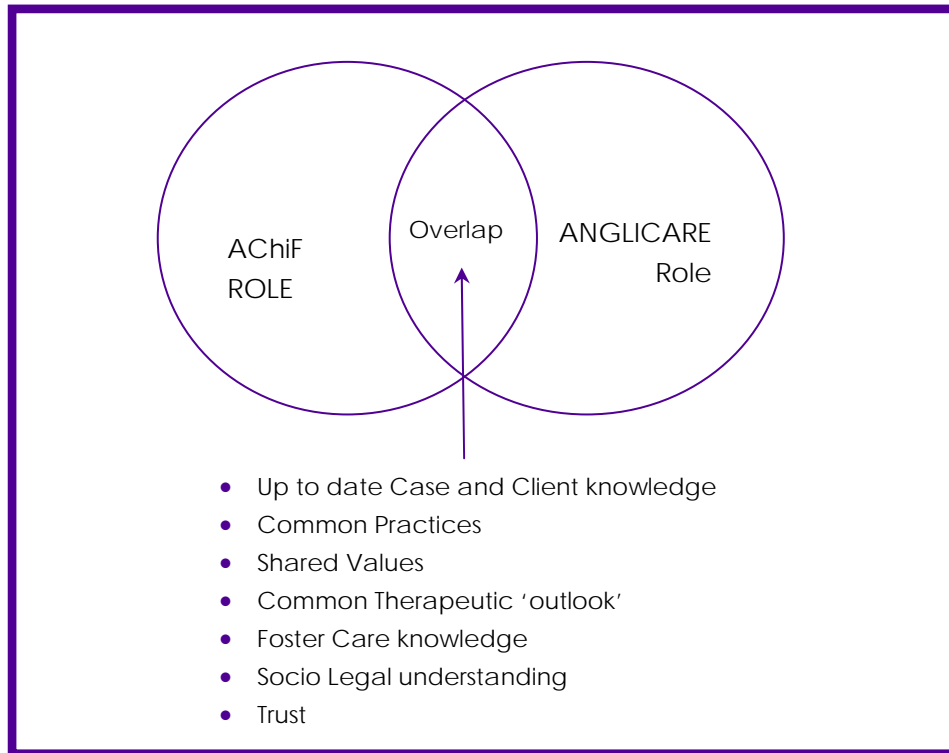 AChiF
ROLE
Overlap
ANGLICARE
Role
• Up to date Case and Client knowledge
• Common Practices
• Shared Values
• Common Therapeutic ‘outlook’
• Foster Care knowledge
• Socio Legal understanding
• Trust